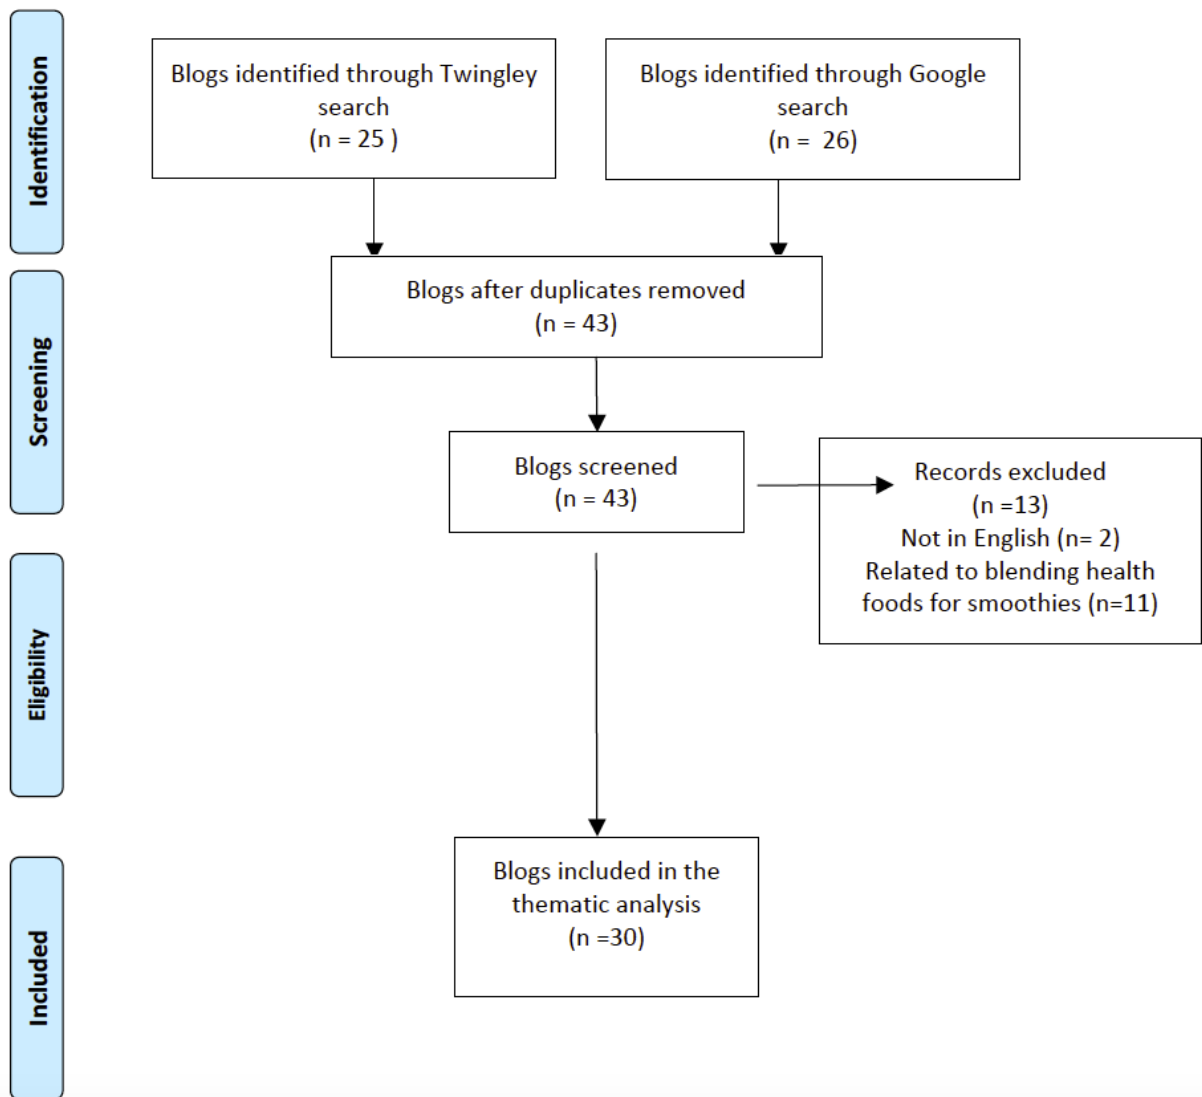 Identification
Blogs identified through Twingley
search
(n = 25 )
Blogs identified through Google
search
(n =  26)
Screening
Blogs after duplicates removed
(n = 43)
Blogs screened
(n = 43)
Records excluded
(n =13)
Not in English (n= 2)
Related to blending health
foods for smoothies (n=11)
Eligibility
Included
Blogs included in the
thematic analysis
(n =30)